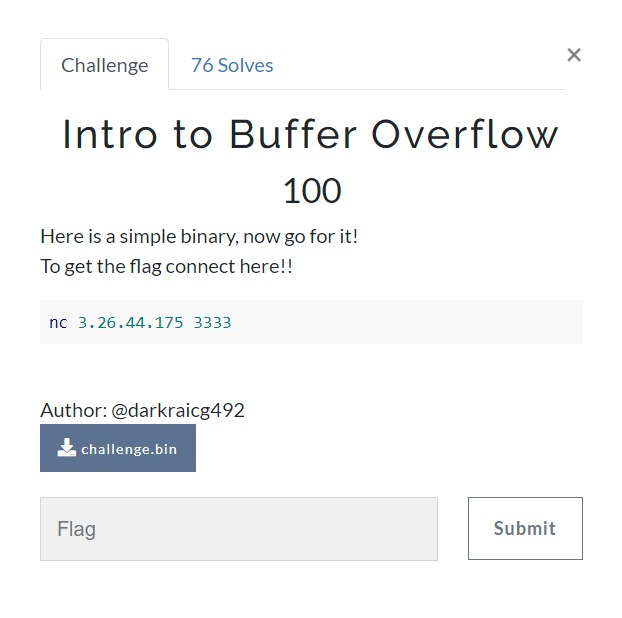 Challenge
76 Solves
×
Intro to Buffer Overflow
100
Here is a simple binary, now go for it!
To get the flag connect here!!
nc 3.26.44.175 3333
Author: @darkraicg492
challenge.bin
Flag
Submit